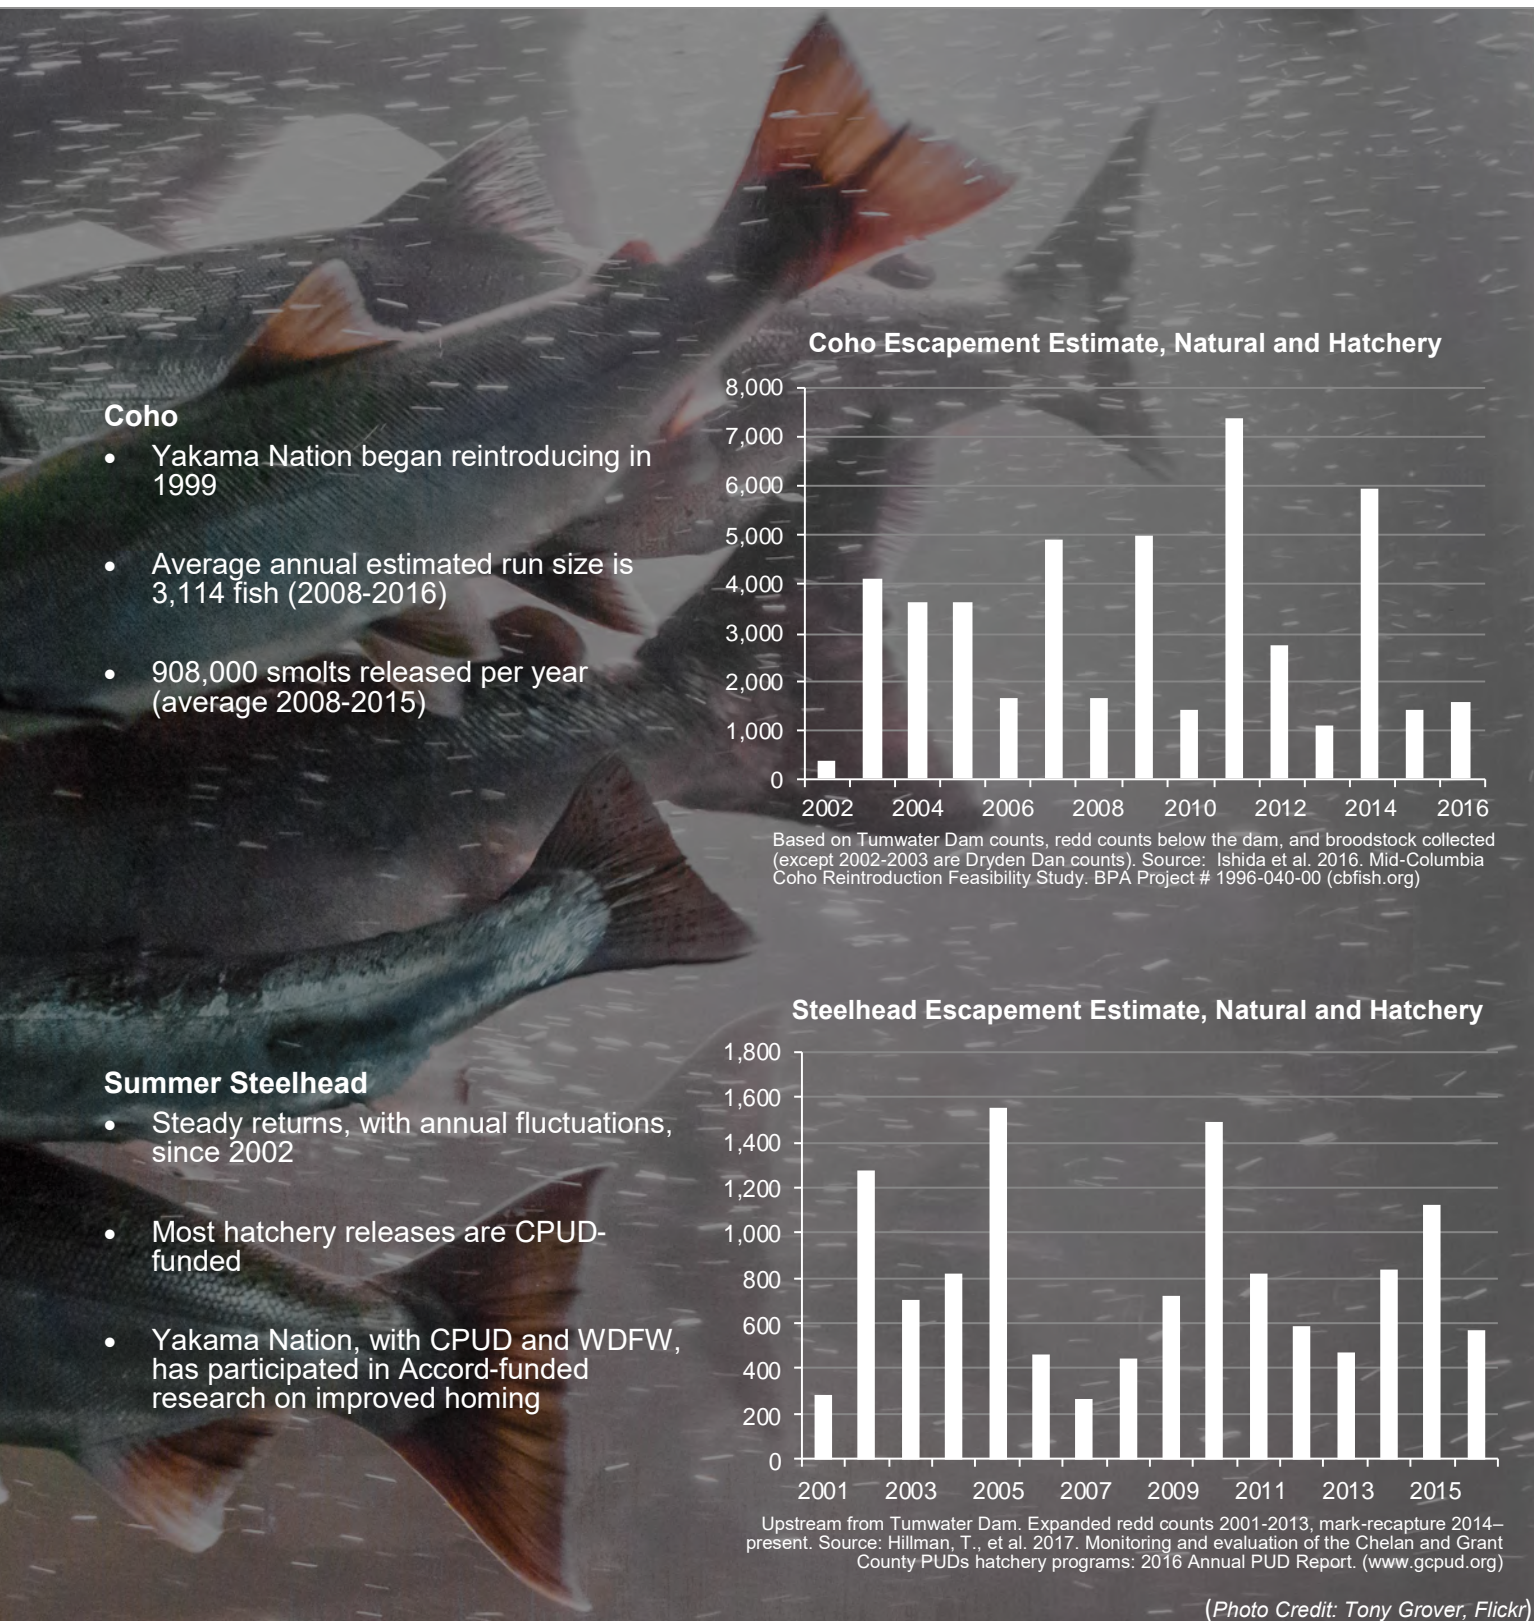 Coho
• Yakama Nation began reintroducing in
1999
• Average annual estimated run size is
3,114 fish (2008-2016)
• 908,000 smolts released per year
(average 2008-2015)
Coho Escapement Estimate, Natural and Hatchery
8,000
7,000
6,000
5,000
4,000
3,000
2,000
1,000
0
2002 2004 2006 2008 2010 2012 2014 2016
Based on Tumwater Dam counts, redd counts below the dam, and broodstock collected
(except 2002-2003 are Dryden Dan counts). Source: Ishida et al. 2016. Mid-Columbia
Coho Reintroduction Feasibility Study. BPA Project # 1996-040-00 (cbfish.org)
Summer Steelhead
• Steady returns, with annual fluctuations,
since 2002
• Most hatchery releases are CPUD-
funded
• Yakama Nation, with CPUD and WDFW,
has participated in Accord-funded
research on improved homing
Steelhead Escapement Estimate, Natural and Hatchery
1,800
1,600
1,400
1,200
1,000
800
600
400
200
0
2001 2003 2005 2007 2009 2011 2013 2015
Upstream from Tumwater Dam. Expanded redd counts 2001-2013, mark-recapture 2014–
present. Source: Hillman, T., et al. 2017. Monitoring and evaluation of the Chelan and Grant
County PUDs hatchery programs: 2016 Annual PUD Report. (www.gcpud.org)
(Photo Credit: Tony Grover, Flickr)